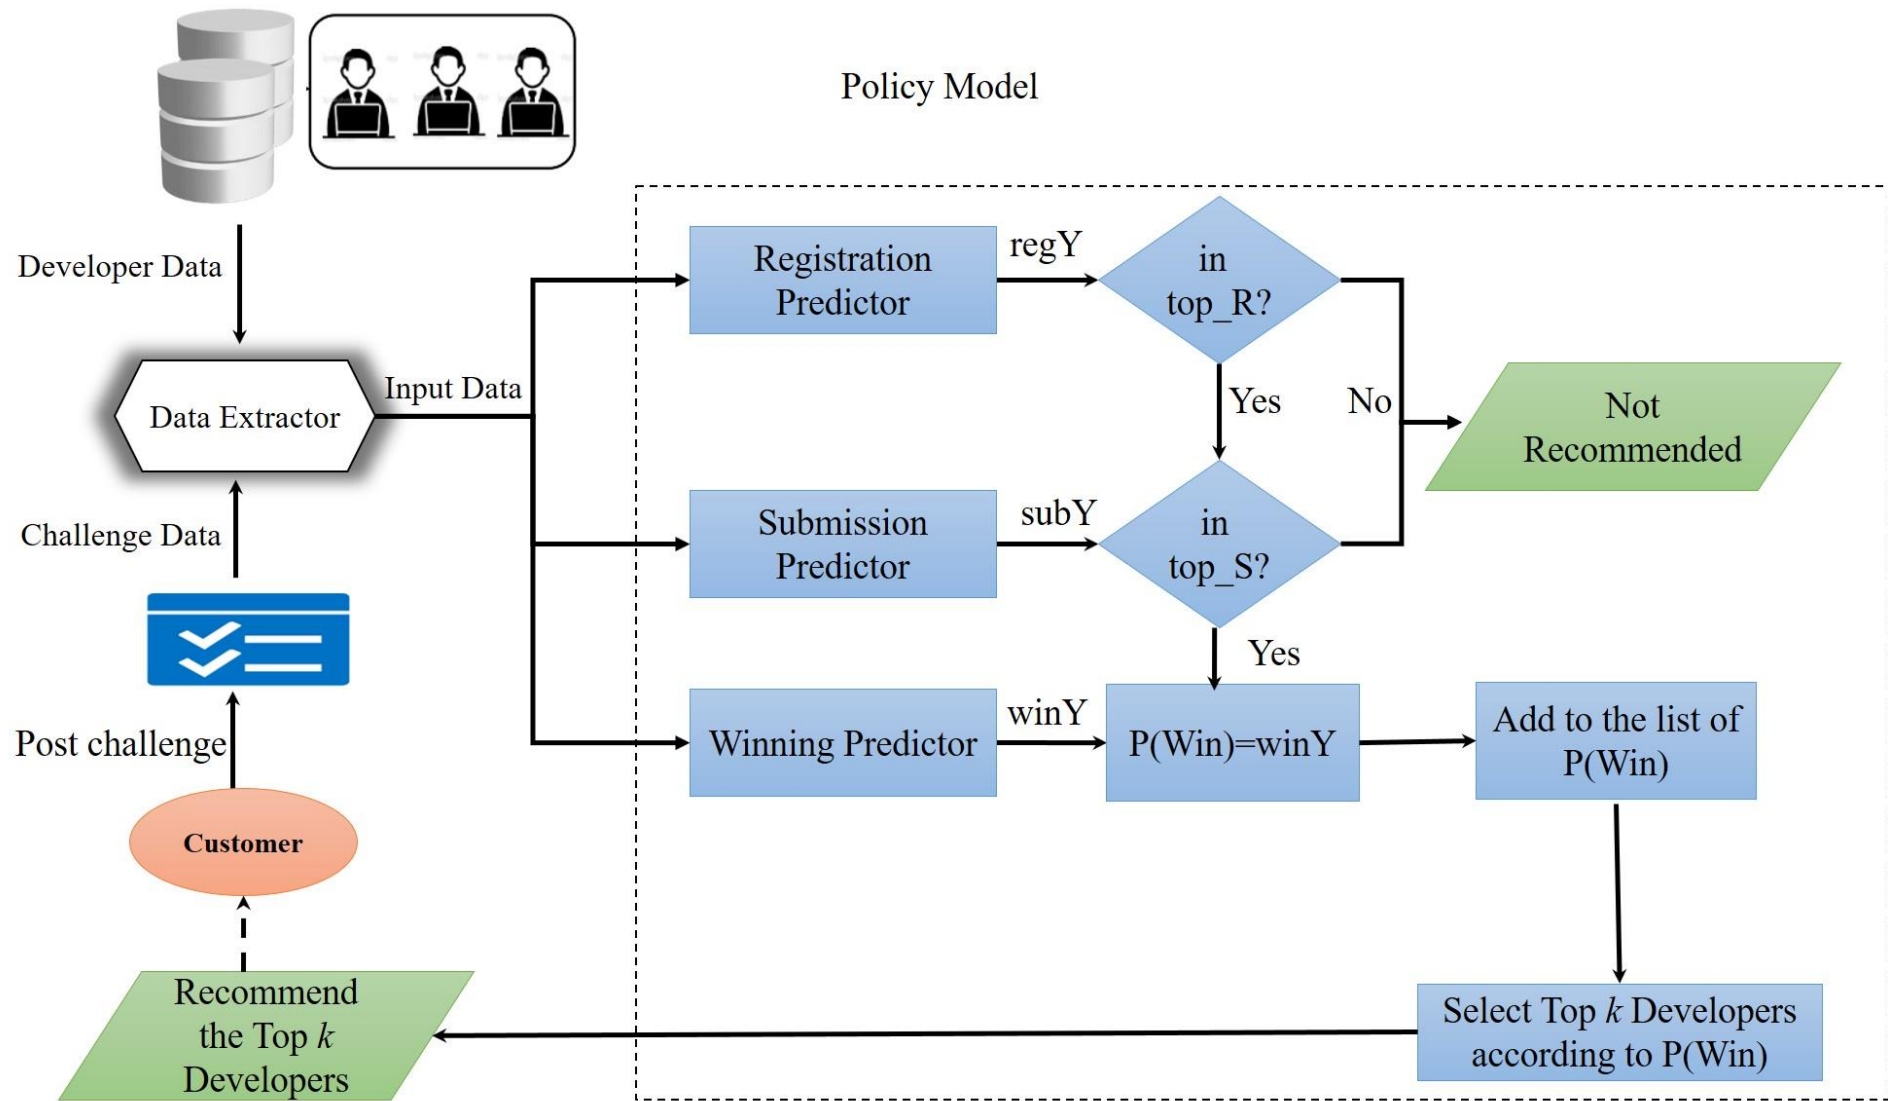 Policy Model
Developer Data
Registration
Predictor
regY
in
top_R?
Input Data
Data Extractor
Yes
No
Not
Recommended
Challenge Data
Submission
Predictor
subY
in
top_S?
Yes
Post challenge
Winning Predictor
winY
P(Win)=winY
Add to the list of
P(Win)
Customer
Recommend
the Top k
Developers
Select Top k Developers
according to P(Win)